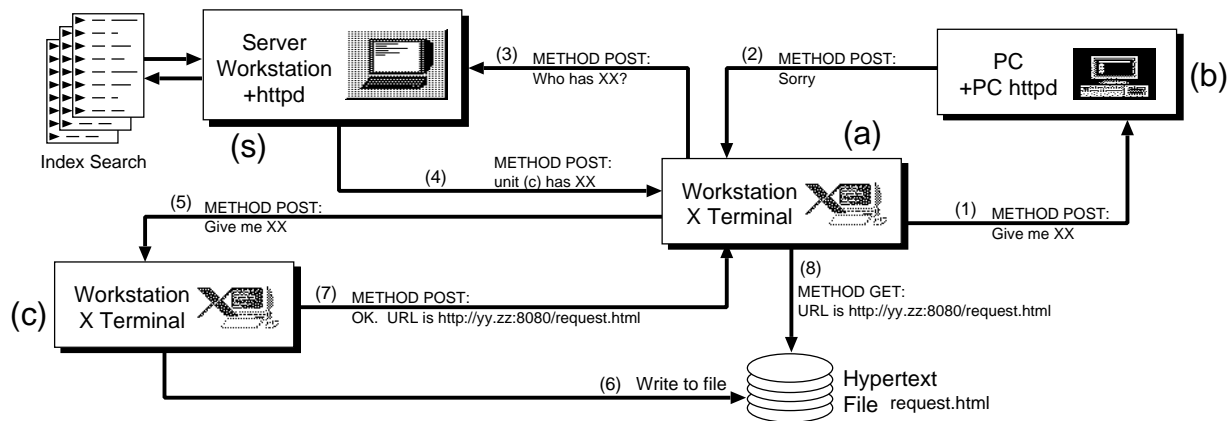 Server
Workstation
+httpd
(s)
Index Search
(3)
METHOD POST:
Who has XX?
(2)
METHOD POST:
Sorry
PC
+PC httpd
(b)
(a)
Workstation
X Terminal
(4)
METHOD POST:
unit (c) has XX
(1)
METHOD POST:
Give me XX
(5)
METHOD POST:
Give me XX
(c)
Workstation
X Terminal
(7)
METHOD POST:
OK. URL is http://yy.zz:8080/request.html
(8)
METHOD GET:
URL is http://yy.zz:8080/request.html
(6) Write to file
Hypertext
File request.html